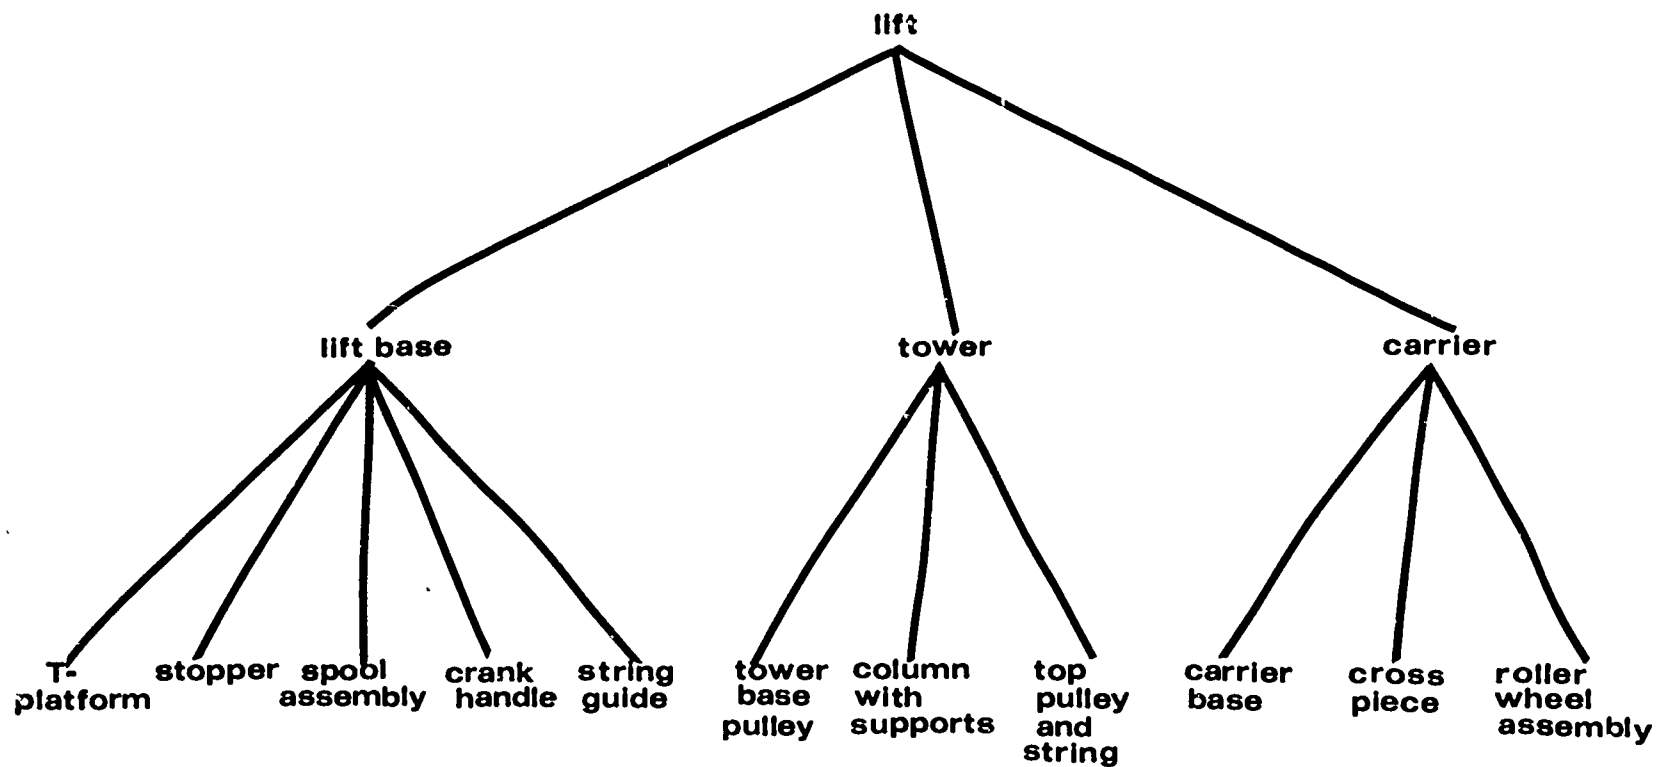 lift
lift base
tower
carrier
T-
platform
stopper
spool
assembly
crank
handle
string
guide
tower
base
pulley
column
with
supports
top
pulley
and
string
carrier
base
cross
piece
roller
wheel
assembly